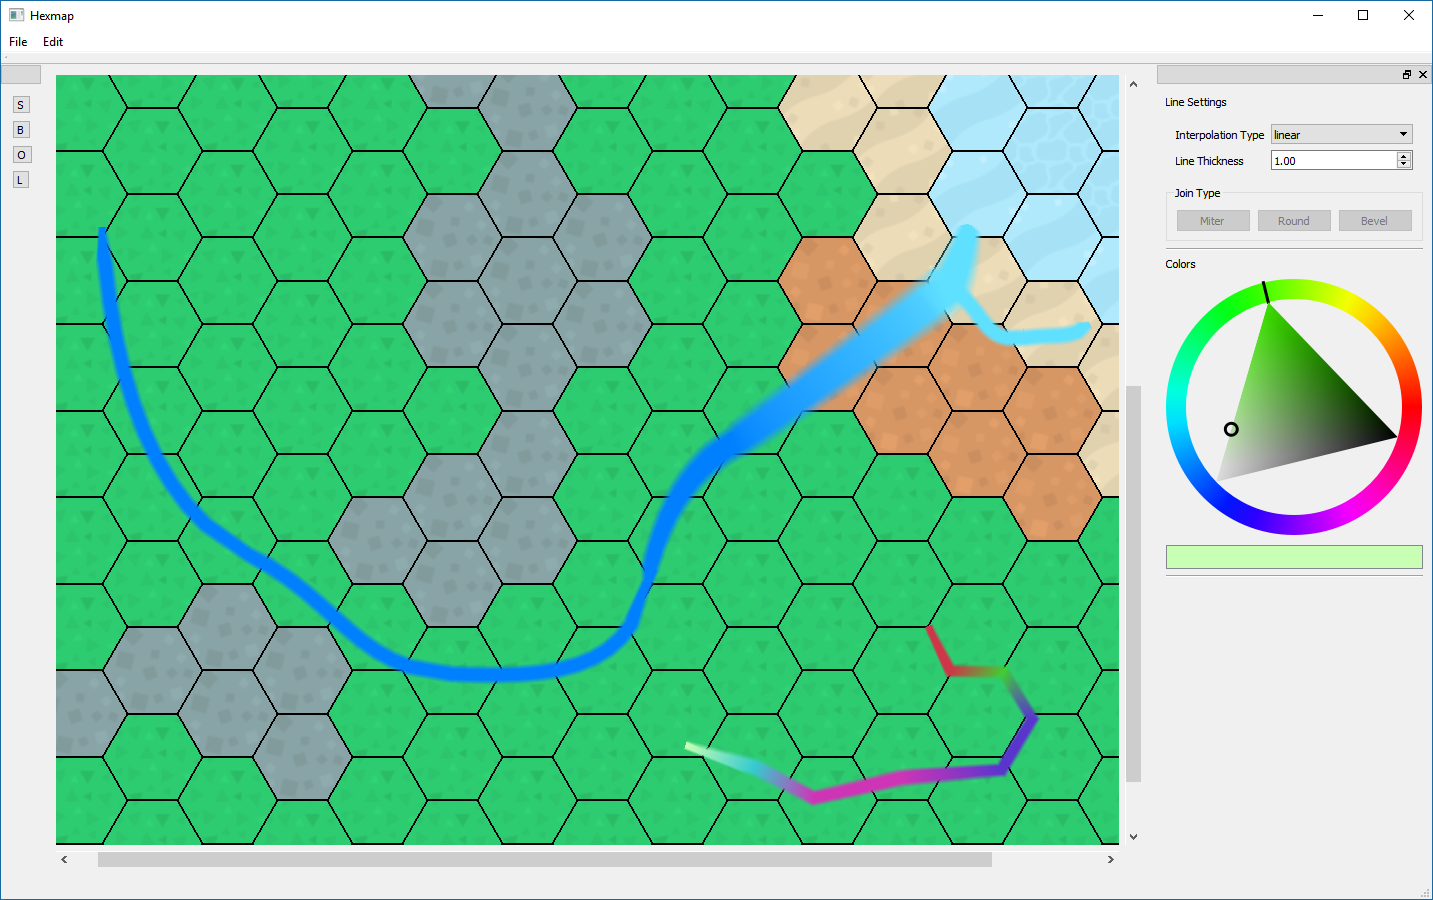 Hexmap
File Edit
S
B
O
L
Line Settings
Interpolation Type linear
Line Thickness 1.00
Join Type
Miter Round Bevel
Colors